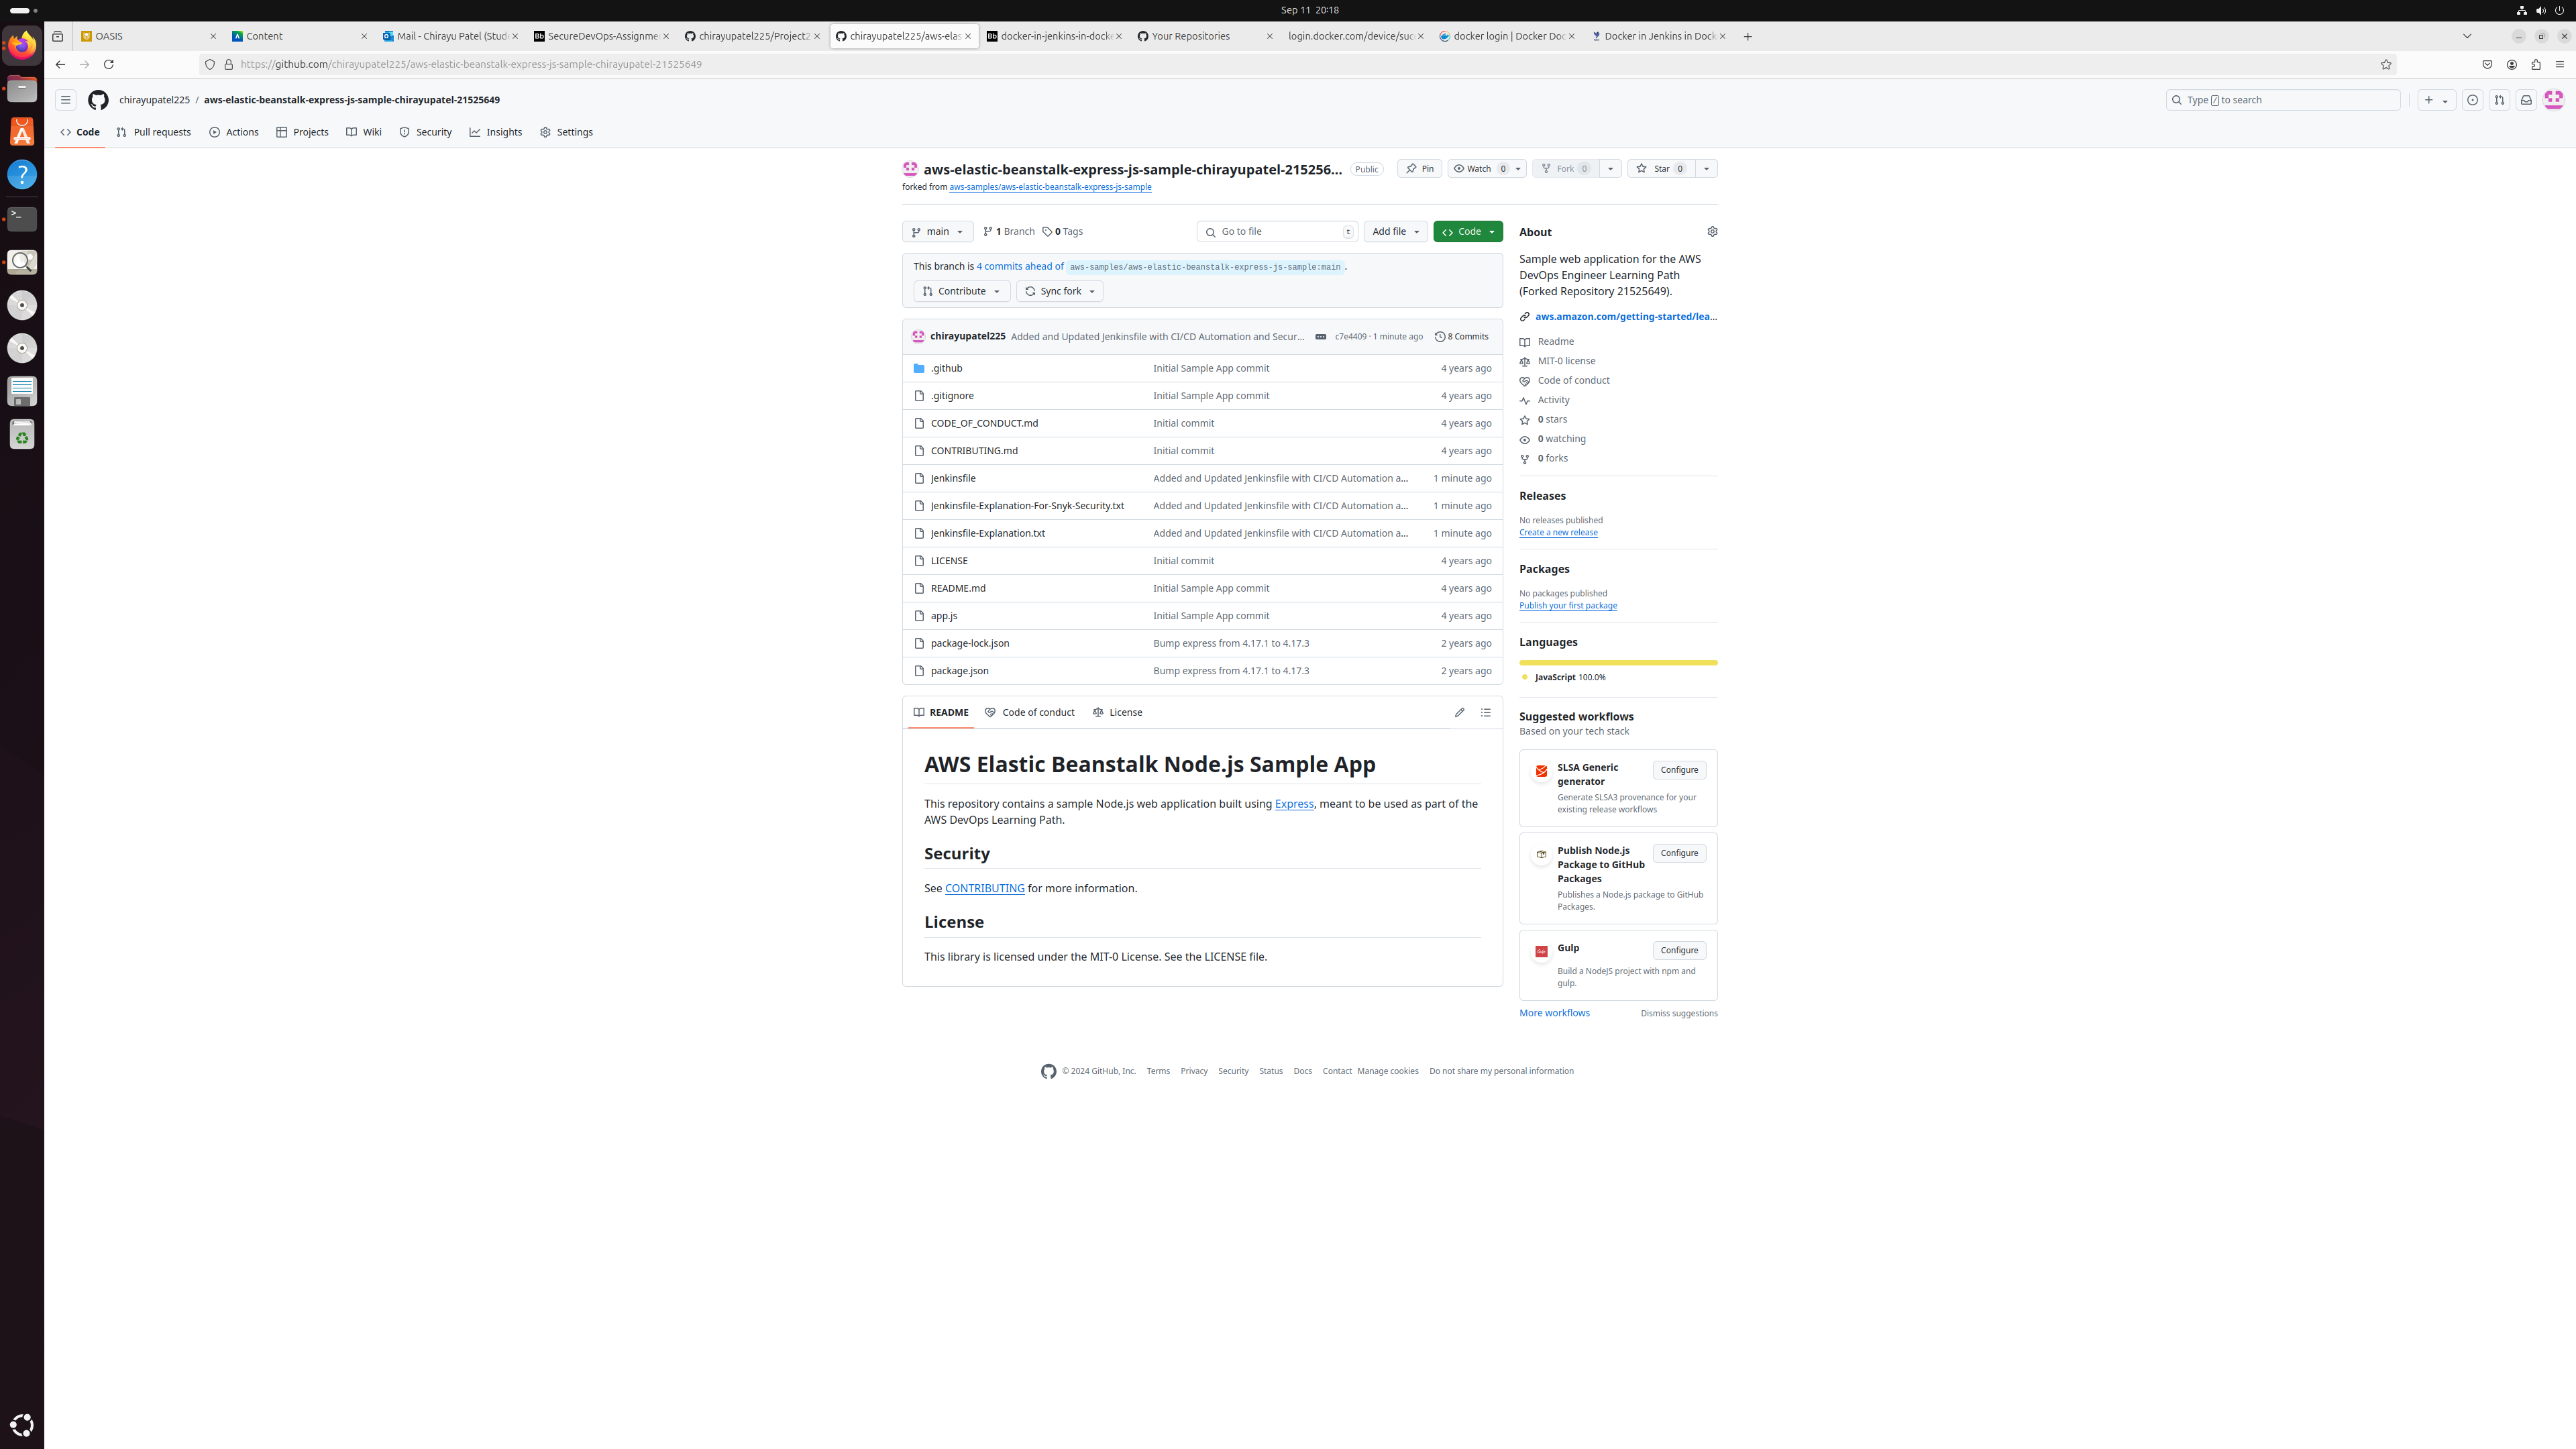 Sep 11 20:18
OASIS
Content
Mail - Chirayu Patel (Stud
SecureDevOps-Assignme
chirayupatel225/Project2
chirayupatel225/aws-elas
docker-in-jenkins-in-docke
Your Repositories
login.docker.com/device/suc
docker login | Docker Doc
Docker in Jenkins in Dock
https://github.com/chirayupatel225/aws-elastic-beanstalk-express-js-sample-chirayupatel-21525649
chirayupatel225 / aws-elastic-beanstalk-express-js-sample-chirayupatel-21525649
Type / to search
Code Pull requests Actions Projects Wiki Security Insights Settings
aws-elastic-beanstalk-express-js-sample-chirayupatel-215256... Public
Pin Watch 0 Fork 0 Star 0
forked from aws-samples/aws-elastic-beanstalk-express-js-sample
main 1 Branch 0 Tags Go to file t Add file Code
This branch is 4 commits ahead of aws-samples/aws-elastic-beanstalk-express-js-sample:main .
Contribute Sync fork
chirayupatel225 Added and Updated Jenkinsfile with CI/CD Automation and Secur... c7e4409 · 1 minute ago 8 Commits
.github Initial Sample App commit 4 years ago
.gitignore Initial Sample App commit 4 years ago
CODE_OF_CONDUCT.md Initial commit 4 years ago
CONTRIBUTING.md Initial commit 4 years ago
Jenkinsfile Added and Updated Jenkinsfile with CI/CD Automation a... 1 minute ago
Jenkinsfile-Explanation-For-Snyk-Security.txt Added and Updated Jenkinsfile with CI/CD Automation a... 1 minute ago
Jenkinsfile-Explanation.txt Added and Updated Jenkinsfile with CI/CD Automation a... 1 minute ago
LICENSE Initial commit 4 years ago
README.md Initial Sample App commit 4 years ago
app.js Initial Sample App commit 4 years ago
package-lock.json Bump express from 4.17.1 to 4.17.3 2 years ago
package.json Bump express from 4.17.1 to 4.17.3 2 years ago
README Code of conduct License
AWS Elastic Beanstalk Node.js Sample App
This repository contains a sample Node.js web application built using Express, meant to be used as part of the
AWS DevOps Learning Path.
Security
See CONTRIBUTING for more information.
License
This library is licensed under the MIT-0 License. See the LICENSE file.
About
Sample web application for the AWS
DevOps Engineer Learning Path
(Forked Repository 21525649).
aws.amazon.com/getting-started/lea...
Readme
MIT-0 license
Code of conduct
Activity
0 stars
0 watching
0 forks
Releases
No releases published
Create a new release
Packages
No packages published
Publish your first package
Languages
JavaScript 100.0%
Suggested workflows
Based on your tech stack
SLSA Generic
generator
Configure
Generate SLSA3 provenance for your
existing release workflows
Publish Node.js
Package to GitHub
Packages
Configure
Publishes a Node.js package to GitHub
Packages.
Gulp
Configure
Build a NodeJS project with npm and
gulp.
More workflows Dismiss suggestions
© 2024 GitHub, Inc. Terms Privacy Security Status Docs Contact Manage cookies Do not share my personal information